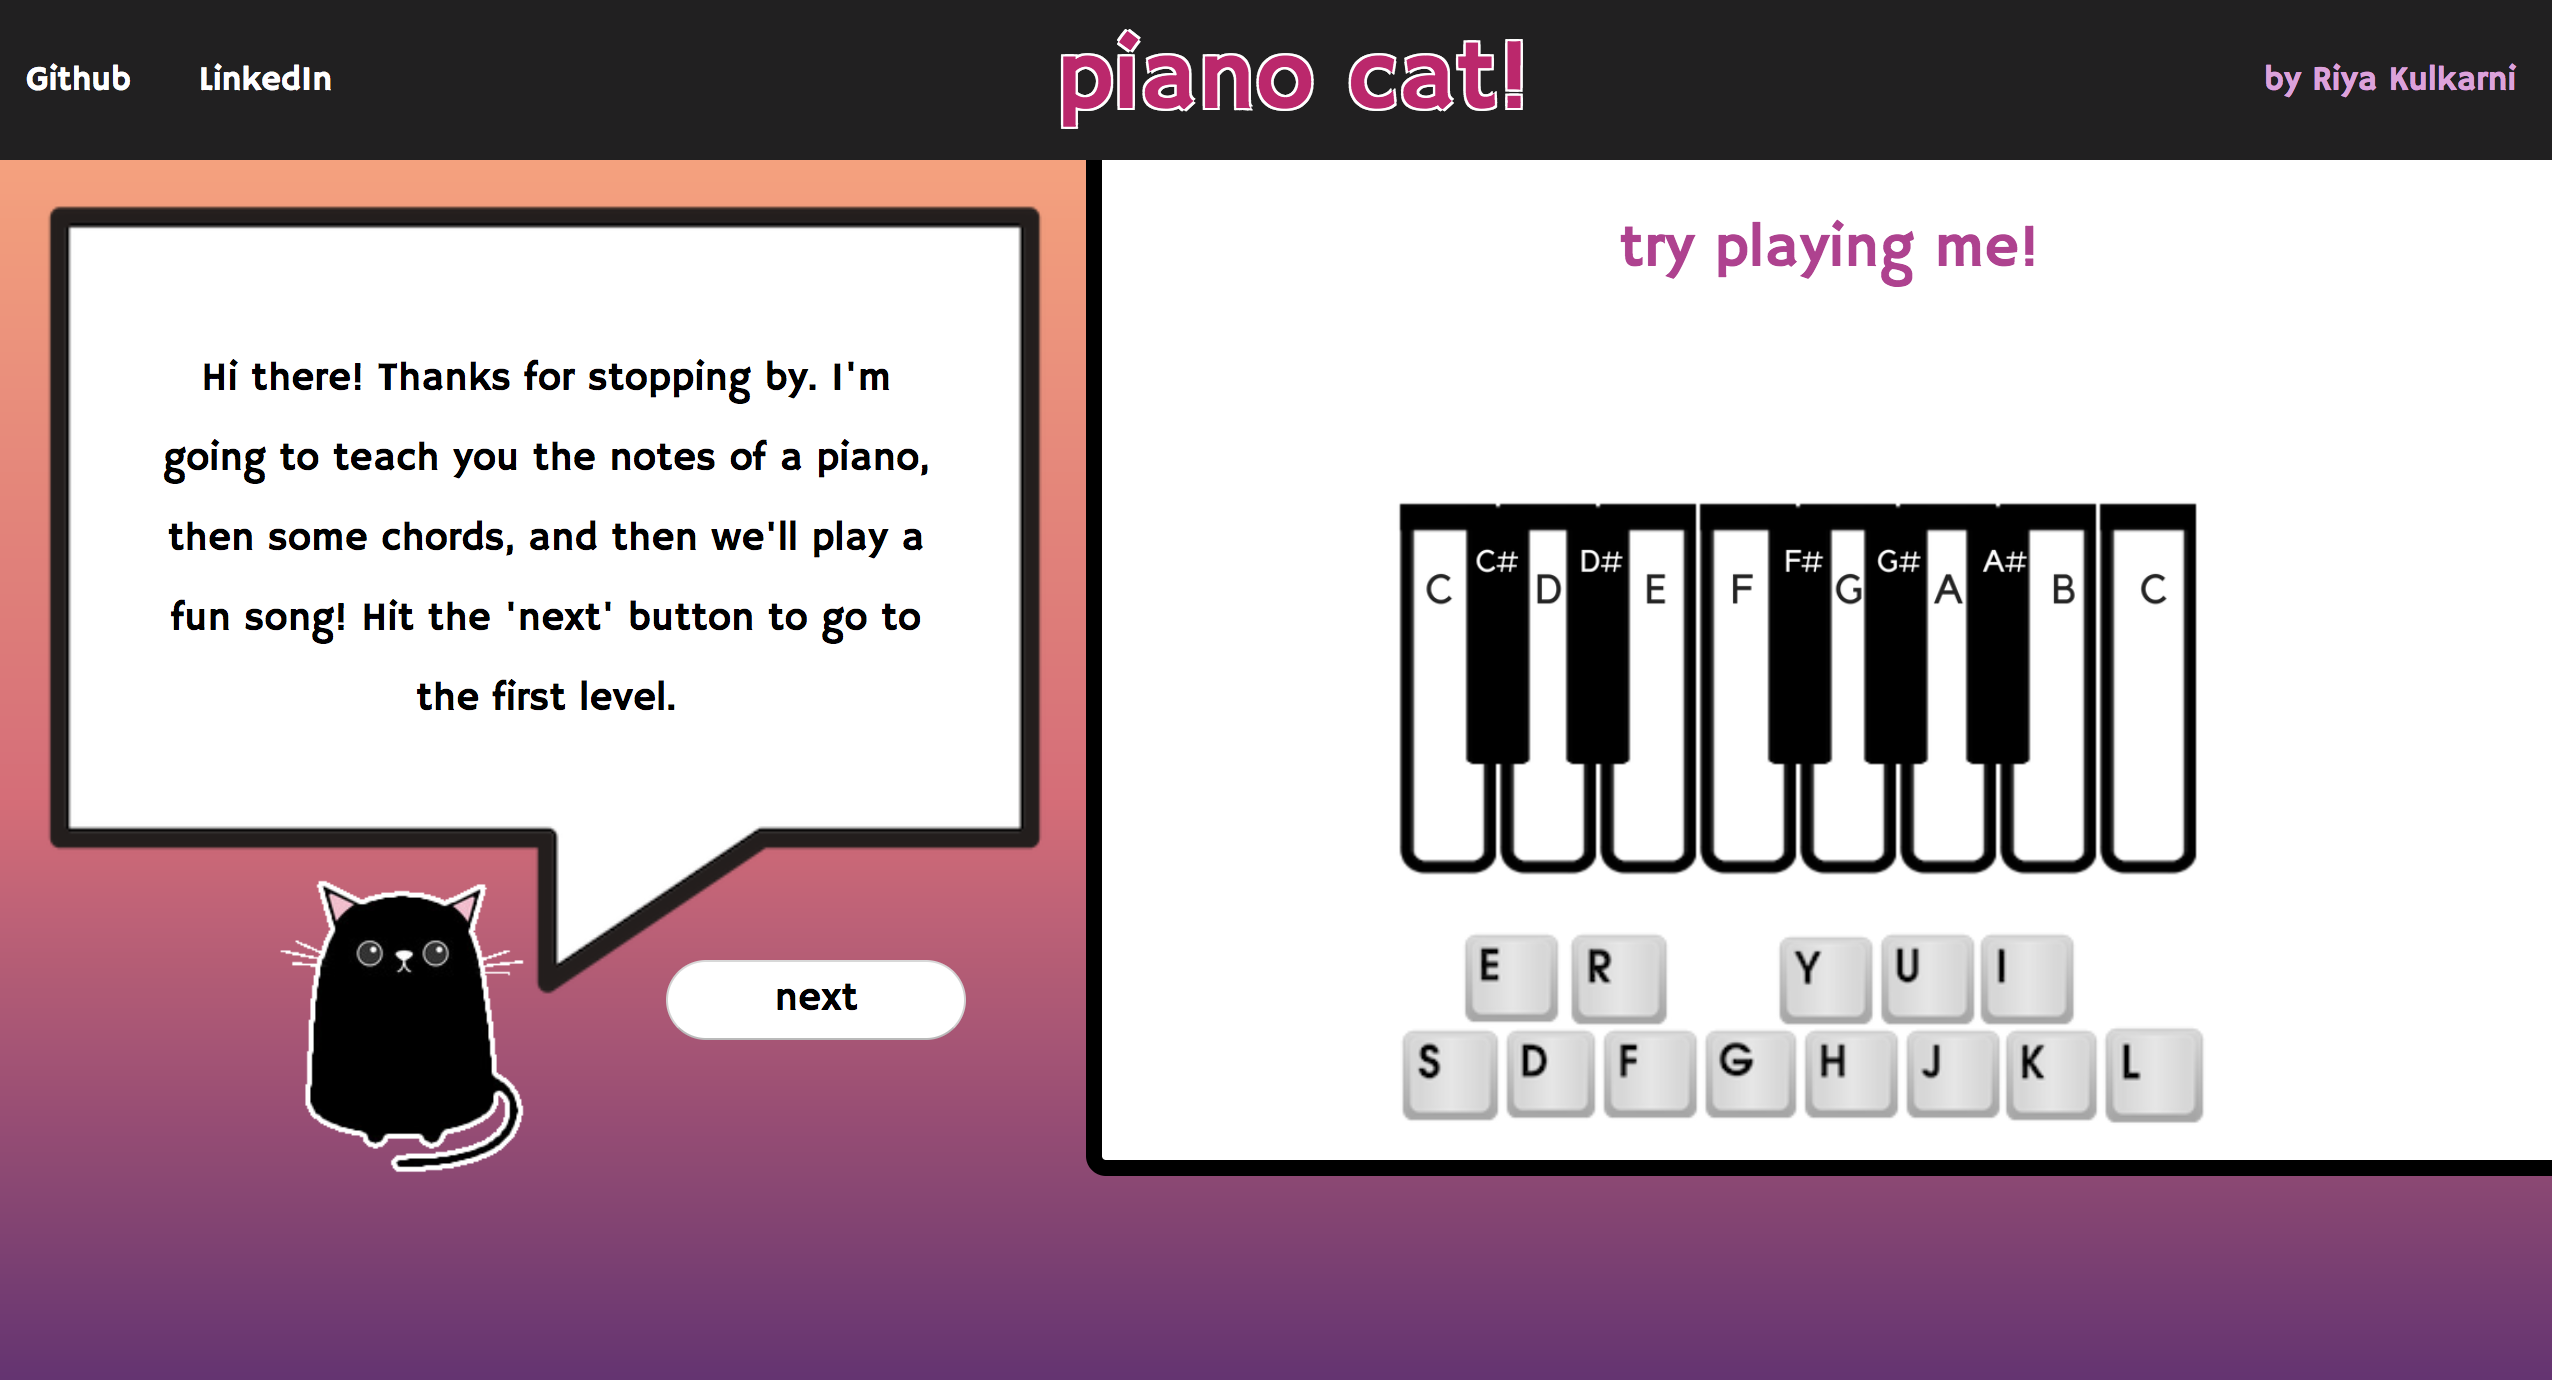 Github LinkedIn piano cat! by Riya Kulkarni
Hi there! Thanks for stopping by. I'm
going to teach you the notes of a piano,
then some chords, and then we'll play a
fun song! Hit the 'next' button to go to
the first level.
next
try playing me!
C# D# F# G# A#
C D E F G A B C
E R Y U I
S D F G H J K L